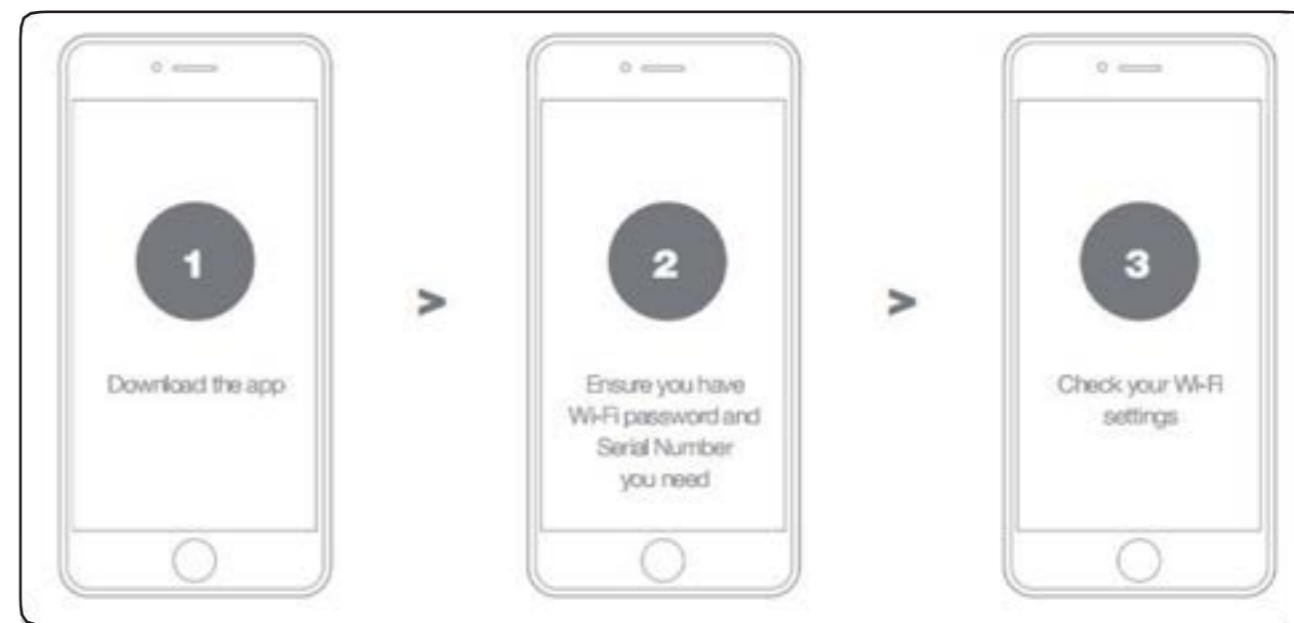 1
Download the app
>
2
Ensure you have
Wi-Fi password and
Serial Number
you need
>
3
Check your Wi-Fi
settings